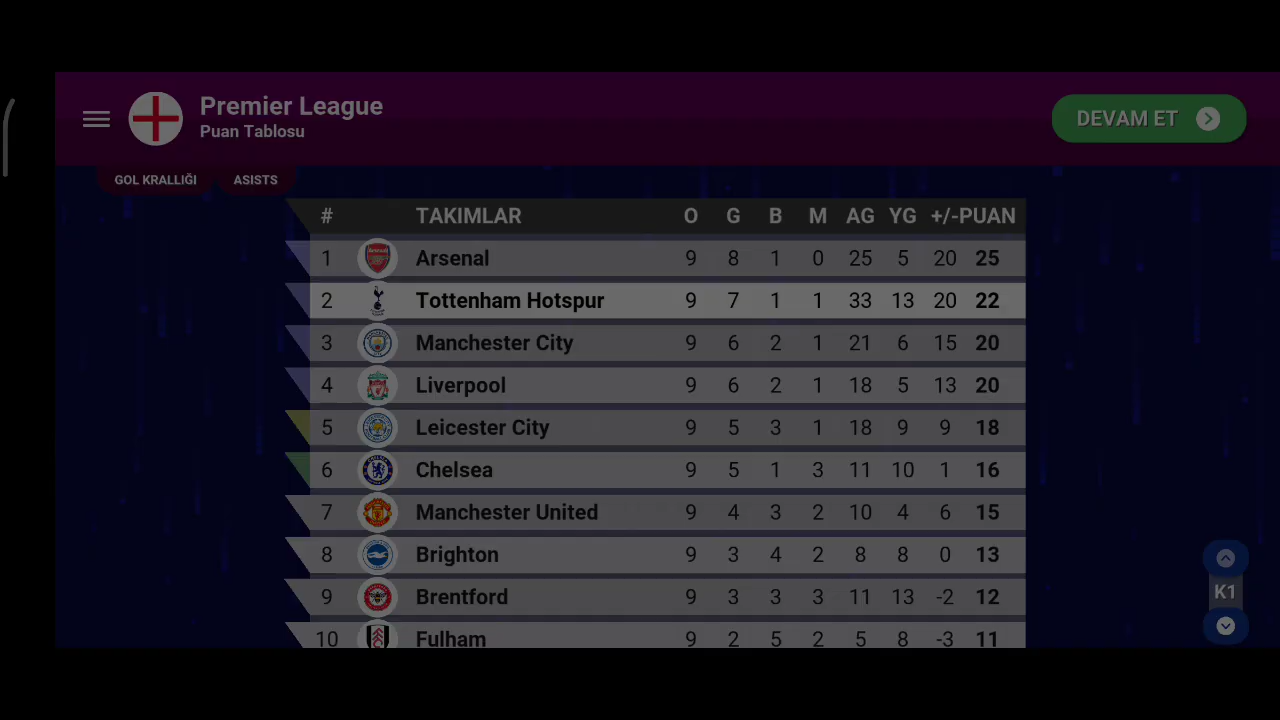 Premier League
Puan Tablosu
DEVAM ET
GOL KRALLIĞI ASISTS
# TAKIMLAR O G B M AG YG +/- PUAN
1 Arsenal 9 8 1 0 25 5 20 25
2 Tottenham Hotspur 9 7 1 1 33 13 20 22
3 Manchester City 9 6 2 1 21 6 15 20
4 Liverpool 9 6 2 1 18 5 13 20
5 Leicester City 9 5 3 1 18 9 9 18
6 Chelsea 9 5 1 3 11 10 1 16
7 Manchester United 9 4 3 2 10 4 6 15
8 Brighton 9 3 4 2 8 8 0 13
9 Brentford 9 3 3 3 11 13 -2 12
K1
10 Fulham 9 2 5 2 5 8 -3 11